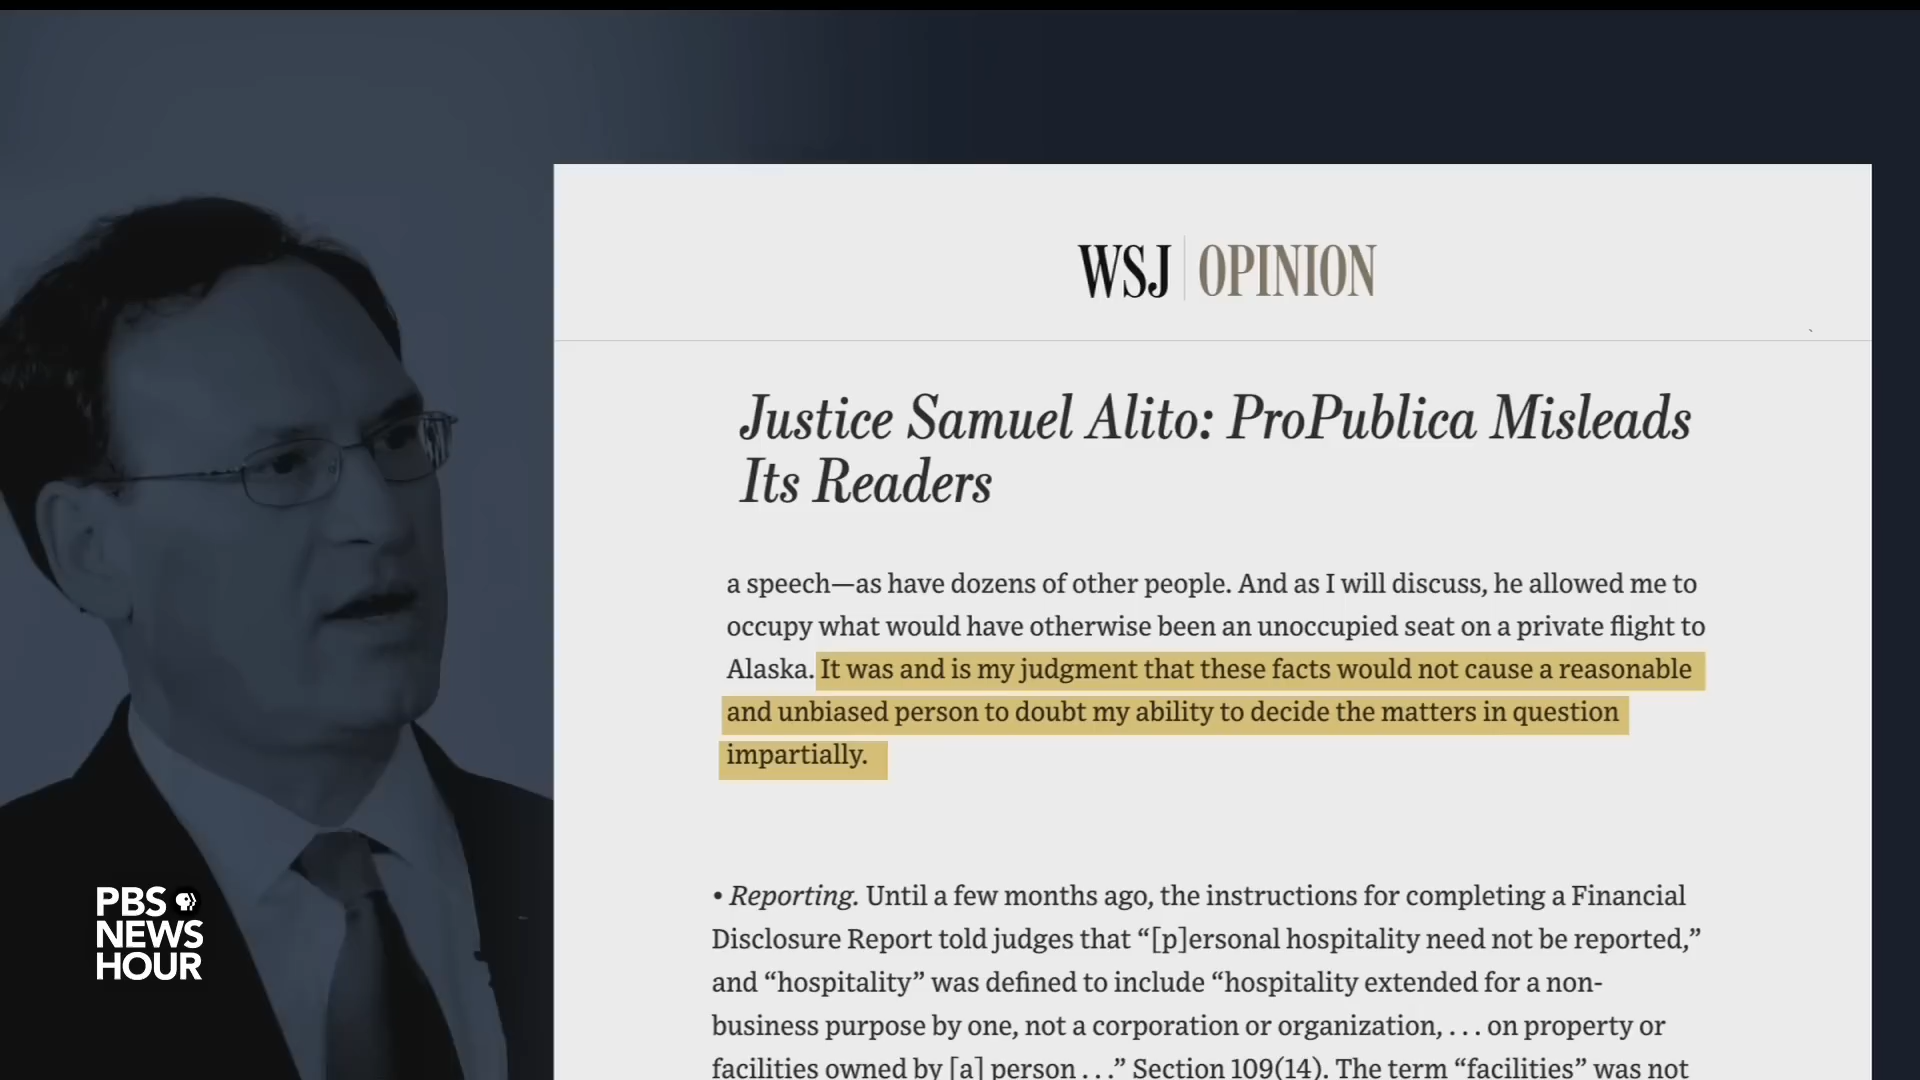 WSJ OPINION
Justice Samuel Alito: ProPublica Misleads
Its Readers
a speech—as have dozens of other people. And as I will discuss, he allowed me to
occupy what would have otherwise been an unoccupied seat on a private flight to
Alaska. It was and is my judgment that these facts would not cause a reasonable
and unbiased person to doubt my ability to decide the matters in question
impartially.
• Reporting. Until a few months ago, the instructions for completing a Financial
Disclosure Report told judges that “[p]ersonal hospitality need not be reported,”
and “hospitality” was defined to include “hospitality extended for a non-
business purpose by one, not a corporation or organization, . . . on property or
facilities owned by [a] person . . .” Section 109(14). The term “facilities” was not
PBS
NEWS
HOUR